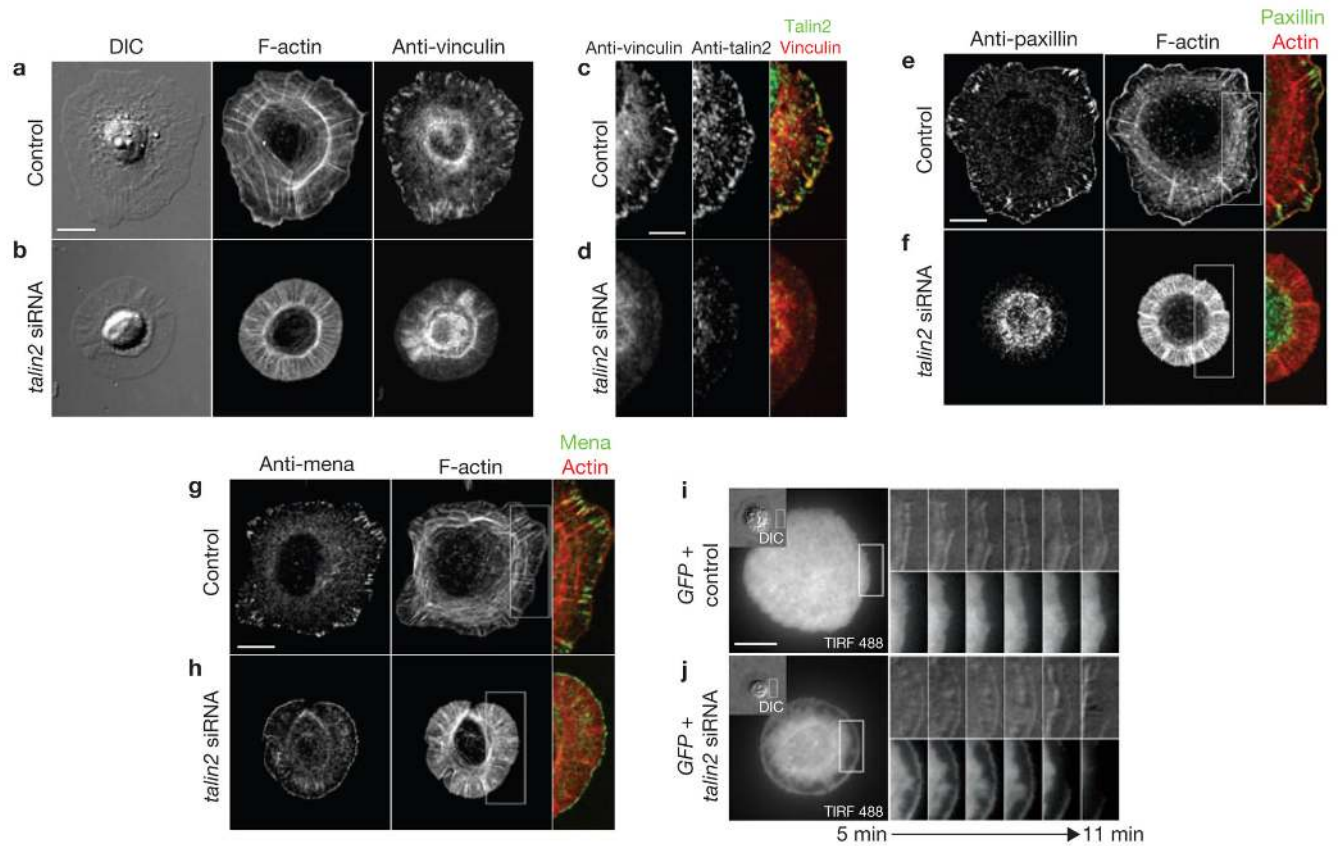 DIC
F-actin
Anti-vinculin
a
Control
b
talin2 siRNA
Talin2
Anti-vinculin Anti-talin2 Vinculin
c
Control
d
talin2 siRNA
Paxillin
Anti-paxillin
F-actin
Actin
e
Control
f
talin2 siRNA
Mena
Anti-mena
F-actin
Actin
g
Control
h
talin2 siRNA
i
GFP +
control
DIC
TIRF 488
j
GFP +
talin2 siRNA
DIC
TIRF 488
5 min
11 min